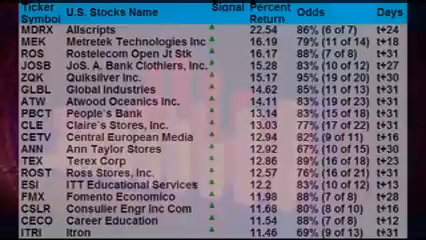 Ticker Symbol U.S. Stocks Name Signal Percent Return Odds Days
MDRX Allscripts 22.54 86% (6 of 7) t+24
MEK Metretek Technologies Inc 16.19 79% (11 of 14) t+18
ROS Rostelecom Open Jt Stk 16.17 88% (7 of 8) t+31
JOSB JoS. A. Bank Clothiers, Inc. 15.28 83% (10 of 12) t+27
ZQK Quiksilver Inc. 15.17 95% (19 of 20) t+30
GLBL Global Industries 14.62 85% (11 of 13) t+31
ATW Atwood Oceanics Inc. 14.11 83% (19 of 23) t+31
PBCT People's Bank 13.14 83% (15 of 18) t+31
CLE Claire's Stores, Inc. 13.03 77% (17 of 22) t+31
CETV Central European Media 12.94 82% (9 of 11) t+16
ANN Ann Taylor Stores 12.92 67% (10 of 15) t+30
TEX Terex Corp 12.86 89% (16 of 18) t+23
ROST Ross Stores, Inc. 12.57 76% (16 of 21) t+31
ESI ITT Educational Services 12.2 83% (10 of 12) t+13
FMX Fomento Economico 11.98 88% (7 of 8) t+28
CSLR Consulier Engr Inc Com 11.68 80% (8 of 10) t+16
CECO Career Education 11.54 88% (7 of 8) t+12
ITRI Itron 11.46 69% (9 of 13) t+31